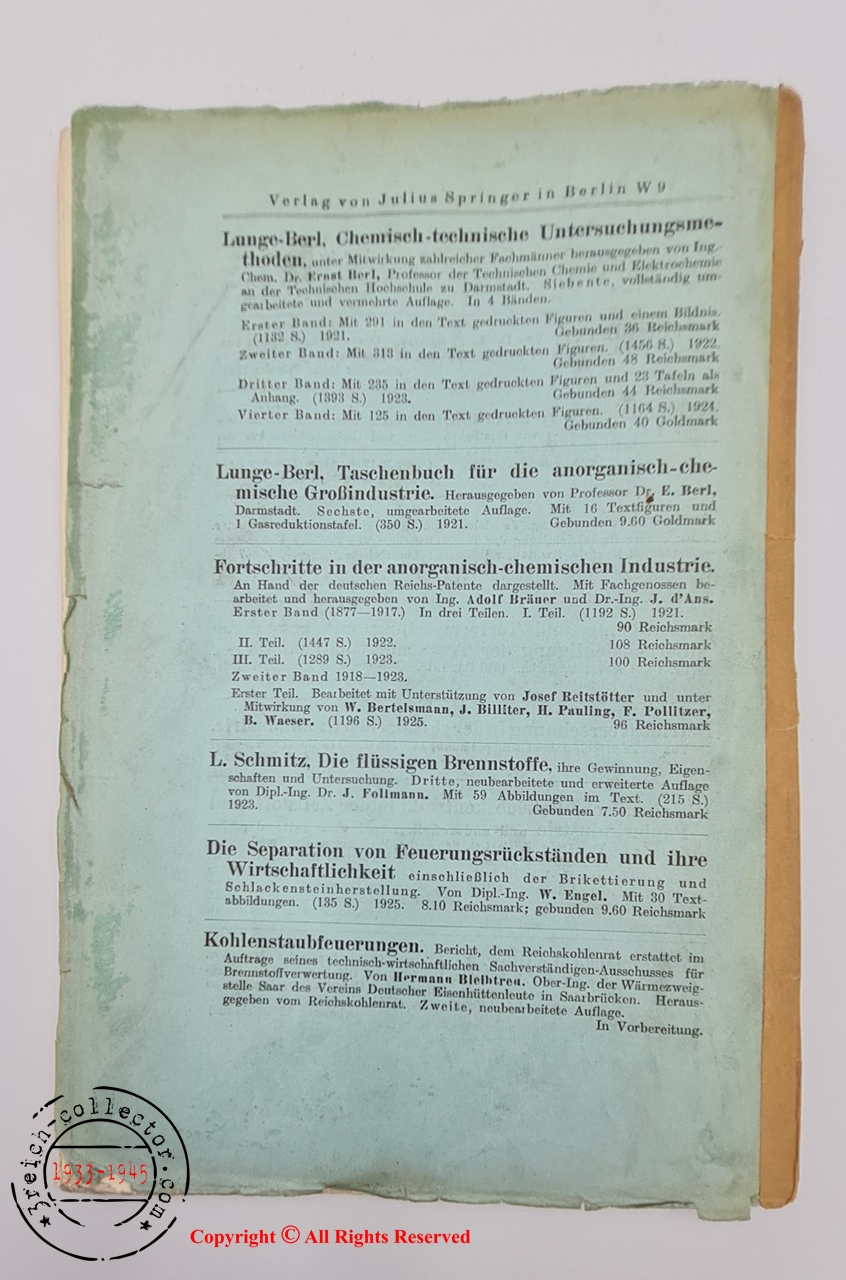 Verlag von Julius Springer in Berlin W 9
Lunge-Berl, Chemisch-technische Untersuchungsme-
thoden, unter Mitwirkung zahlreicher Fachmänner herausgegeben von Ing.-
Chem. Dr. Ernst Berl, Professor der Technischen Chemie und Elektrochemie
an der Technischen Hochschule zu Darmstadt. Siebente, vollständig um-
gearbeitete und vermehrte Auflage. In 4 Bänden.
Erster Band: Mit 291 in den Text gedruckten Figuren und einem Bildnis.
(1132 S.) 1921. Gebunden 36 Reichsmark
Zweiter Band: Mit 313 in den Text gedruckten Figuren. (1456 S.) 1922.
Gebunden 48 Reichsmark
Dritter Band: Mit 235 in den Text gedruckten Figuren und 23 Tafeln als
Anhang. (1393 S.) 1923. Gebunden 44 Reichsmark
Vierter Band: Mit 125 in den Text gedruckten Figuren. (1164 S.) 1924.
Gebunden 40 Goldmark
Lunge-Berl, Taschenbuch für die anorganisch-che-
mische Großindustrie. Herausgegeben von Professor Dr. E. Berl,
Darmstadt. Sechste, umgearbeitete Auflage. Mit 16 Textfiguren und
1 Gasreduktionstafel. (350 S.) 1921. Gebunden 9.60 Goldmark
Fortschritte in der anorganisch-chemischen Industrie.
An Hand der deutschen Reichs-Patente dargestellt. Mit Fachgenossen be-
arbeitet und herausgegeben von Ing. Adolf Bräuer und Dr.-Ing. J. d'Ans.
Erster Band (1877—1917.) In drei Teilen. I. Teil. (1192 S.) 1921.
90 Reichsmark
II. Teil. (1447 S.) 1922. 108 Reichsmark
III. Teil. (1289 S.) 1923. 100 Reichsmark
Zweiter Band 1918—1923.
Erster Teil. Bearbeitet mit Unterstützung von Josef Reitstötter und unter
Mitwirkung von W. Bertelsmann, J. Billiter, H. Pauling, F. Pollitzer,
B. Waeser. (1196 S.) 1925. 96 Reichsmark
L. Schmitz, Die flüssigen Brennstoffe, ihre Gewinnung, Eigen-
schaften und Untersuchung. Dritte, neubearbeitete und erweiterte Auflage
von Dipl.-Ing. Dr. J. Follmann. Mit 59 Abbildungen im Text. (215 S.)
1923. Gebunden 7.50 Reichsmark
Die Separation von Feuerungsrückständen und ihre
Wirtschaftlichkeit einschließlich der Brikettierung und
Schlackensteinherstellung. Von Dipl.-Ing. W. Engel. Mit 30 Text-
abbildungen. (135 S.) 1925. 8.10 Reichsmark; gebunden 9.60 Reichsmark
Kohlenstaubfeuerungen. Bericht, dem Reichskohlenrat erstattet im
Auftrage seines technisch-wirtschaftlichen Sachverständigen-Ausschusses für
Brennstoffverwertung. Von Hermann Bleibtreu. Ober-Ing. der Wärmezweig-
stelle Saar des Vereins Deutscher Eisenhüttenleute in Saarbrücken. Heraus-
gegeben vom Reichskohlenrat. Zweite, neubearbeitete Auflage.
In Vorbereitung.
3reich-collector.com
1933-1945
Copyright © All Rights Reserved